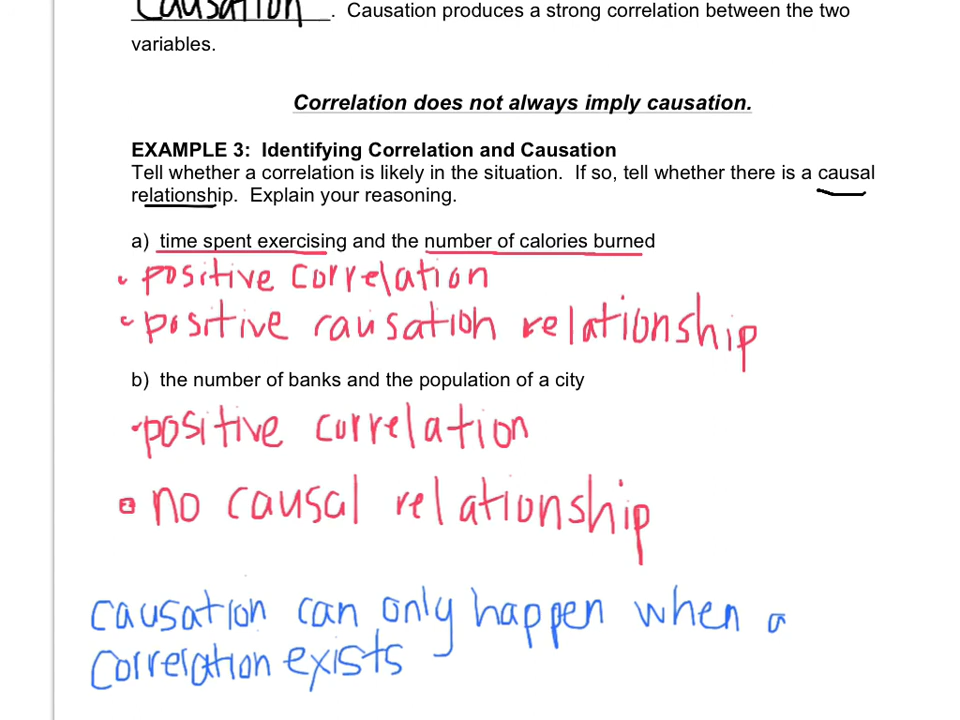 Causation. Causation produces a strong correlation between the two
variables.
Correlation does not always imply causation.
EXAMPLE 3: Identifying Correlation and Causation
Tell whether a correlation is likely in the situation. If so, tell whether there is a causal
relationship. Explain your reasoning.
a) time spent exercising and the number of calories burned
• positive correlation
• positive causation relationship
b) the number of banks and the population of a city
• positive correlation
• no causal relationship
causation can only happen when a
correlation exists